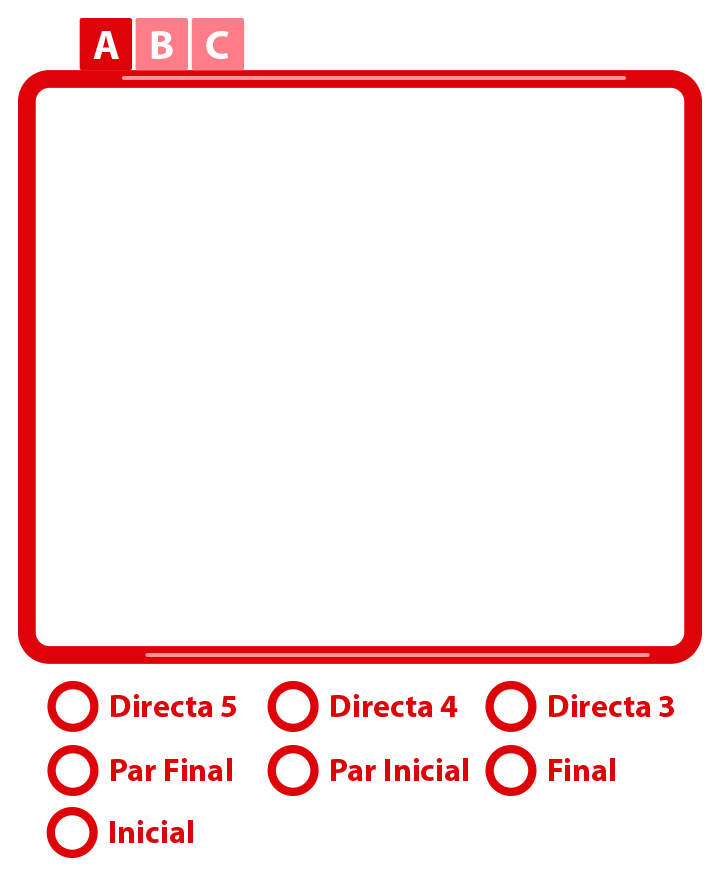 A B C
Directa 5 Directa 4 Directa 3
Par Final Par Inicial Final
Inicial